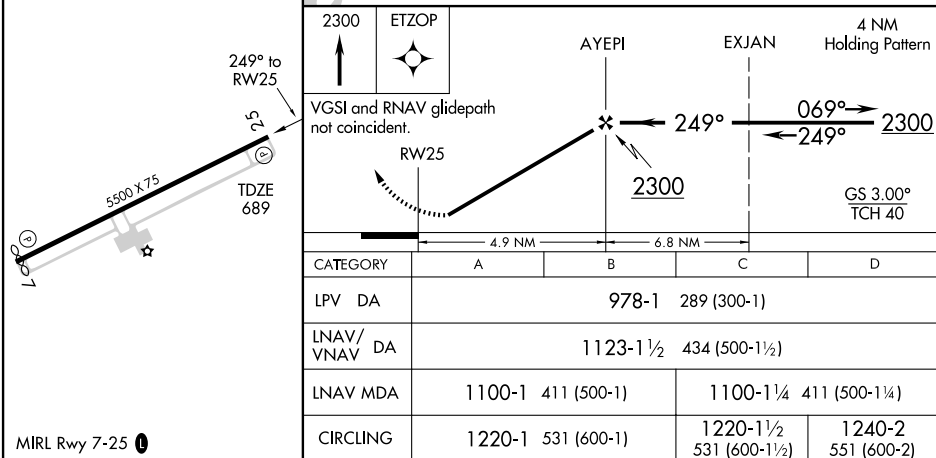 249° to
RW25
25
5500 X 75
TDZE
689
P
P
7
MIRL Rwy 7-25 L
2300
ETZOP
VGSI and RNAV glidepath
not coincident.
RW25
AYEPI
EXJAN
4 NM
Holding Pattern
249°
069°
249°
2300
2300
GS 3.00°
TCH 40
4.9 NM
6.8 NM
CATEGORY A B C D
LPV DA 978-1 289 (300-1)
LNAV/
VNAV DA 1123-1½ 434 (500-1½)
LNAV MDA 1100-1 411 (500-1) 1100-1¼ 411 (500-1¼)
CIRCLING 1220-1 531 (600-1) 1220-1½ 1240-2
531 (600-1½) 551 (600-2)